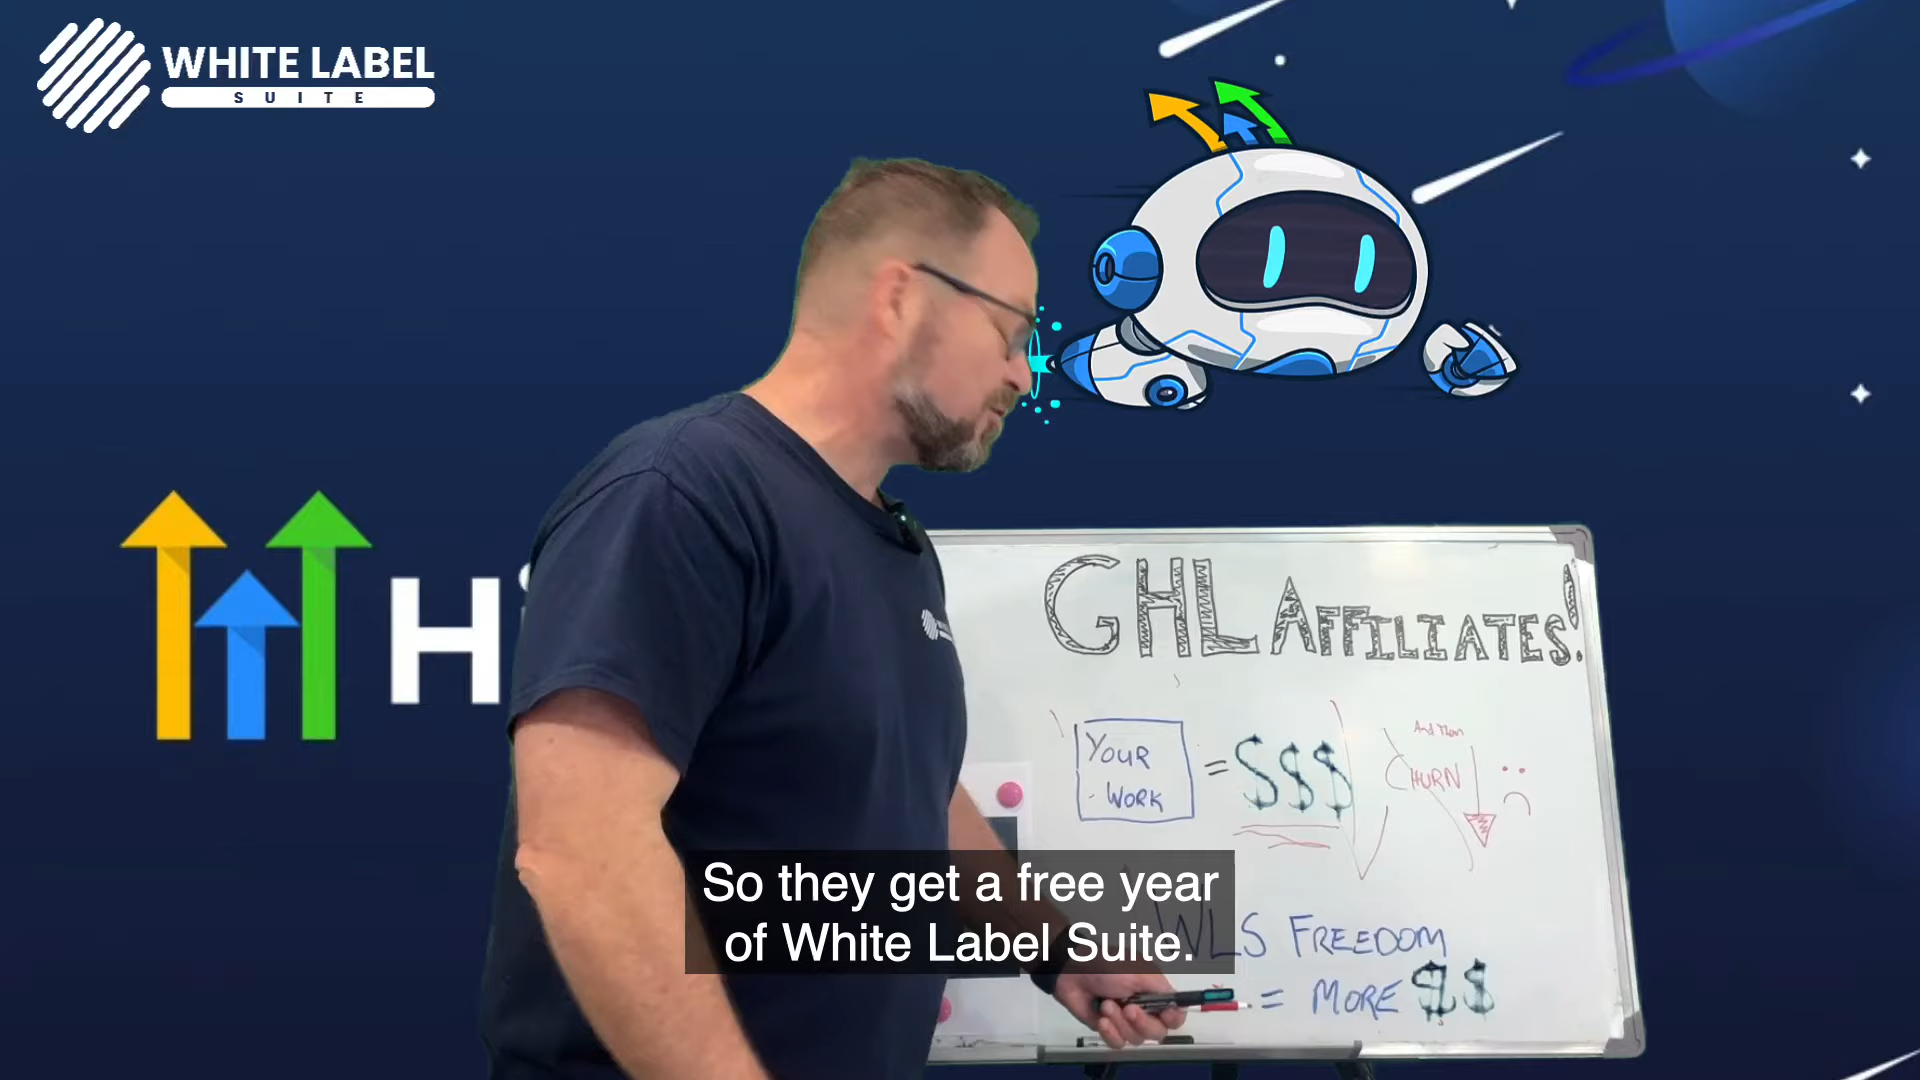 WHITE LABEL
SUITE
Hi
GHL AFFILIATES!
YOUR
- WORK
= $$$
And Then
CHURN
WLS FREEDOM
= MORE $$
So they get a free year
of White Label Suite.